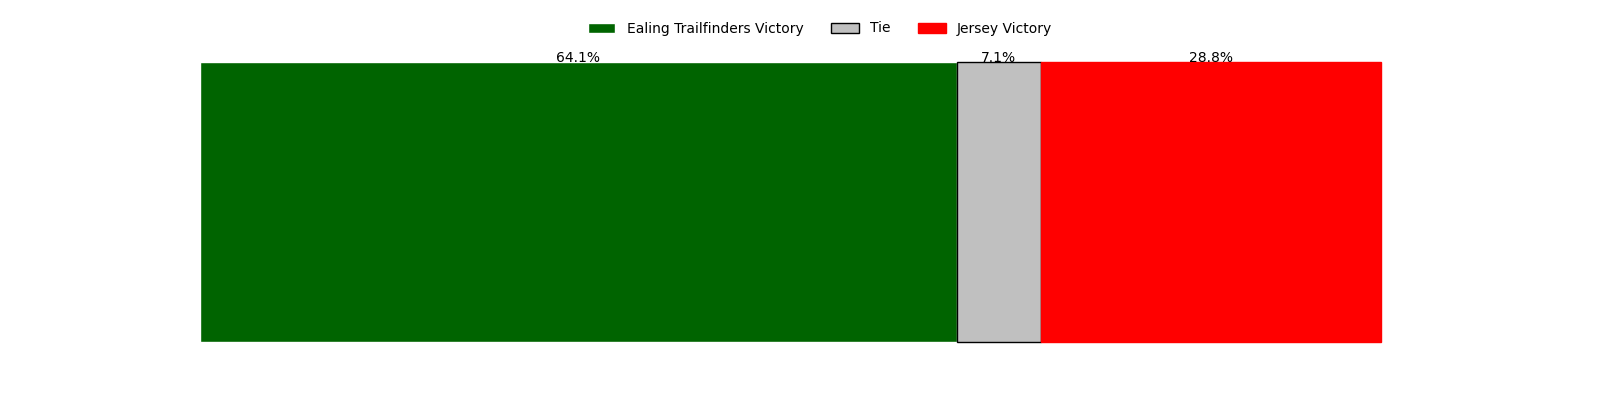 Ealing Trailfinders Victory Tie Jersey Victory
64.1% 7.1% 28.8%